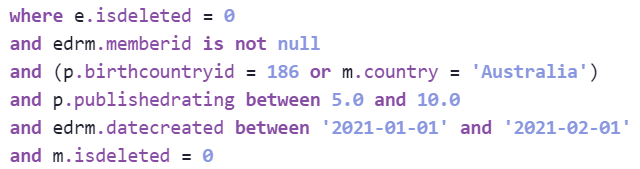 where e.isdeleted = 0
and edrm.memberid is not null
and (p.birthcountryid = 186 or m.country = 'Australia')
and p.publishedrating between 5.0 and 10.0
and edrm.datecreated between '2021-01-01' and '2021-02-01'
and m.isdeleted = 0